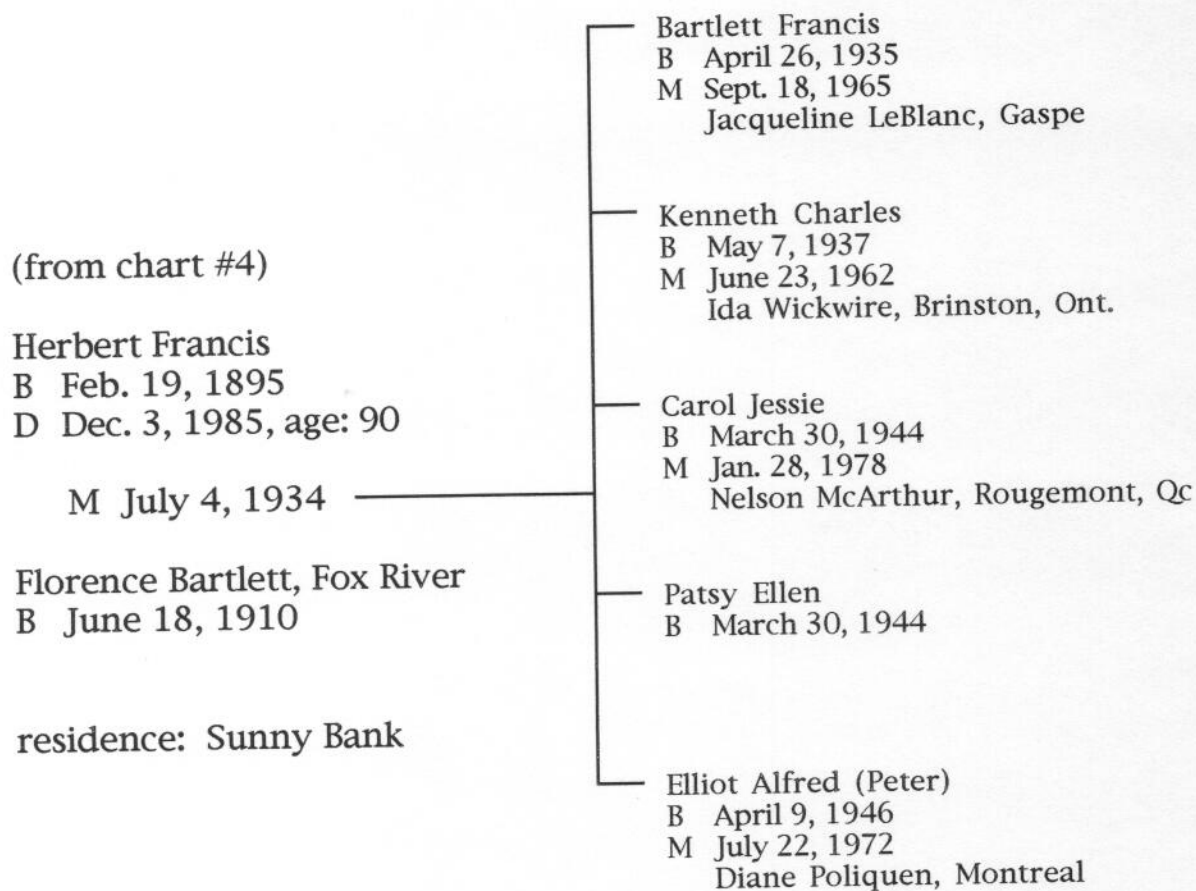 (from chart #4)
Herbert Francis
B Feb. 19, 1895
D Dec. 3, 1985, age: 90
M July 4, 1934
Florence Bartlett, Fox River
B June 18, 1910
residence: Sunny Bank
Bartlett Francis
B April 26, 1935
M Sept. 18, 1965
Jacqueline LeBlanc, Gaspe
Kenneth Charles
B May 7, 1937
M June 23, 1962
Ida Wickwire, Brinston, Ont.
Carol Jessie
B March 30, 1944
M Jan. 28, 1978
Nelson McArthur, Rougemont, Qc
Patsy Ellen
B March 30, 1944
Elliot Alfred (Peter)
B April 9, 1946
M July 22, 1972
Diane Poliquen, Montreal